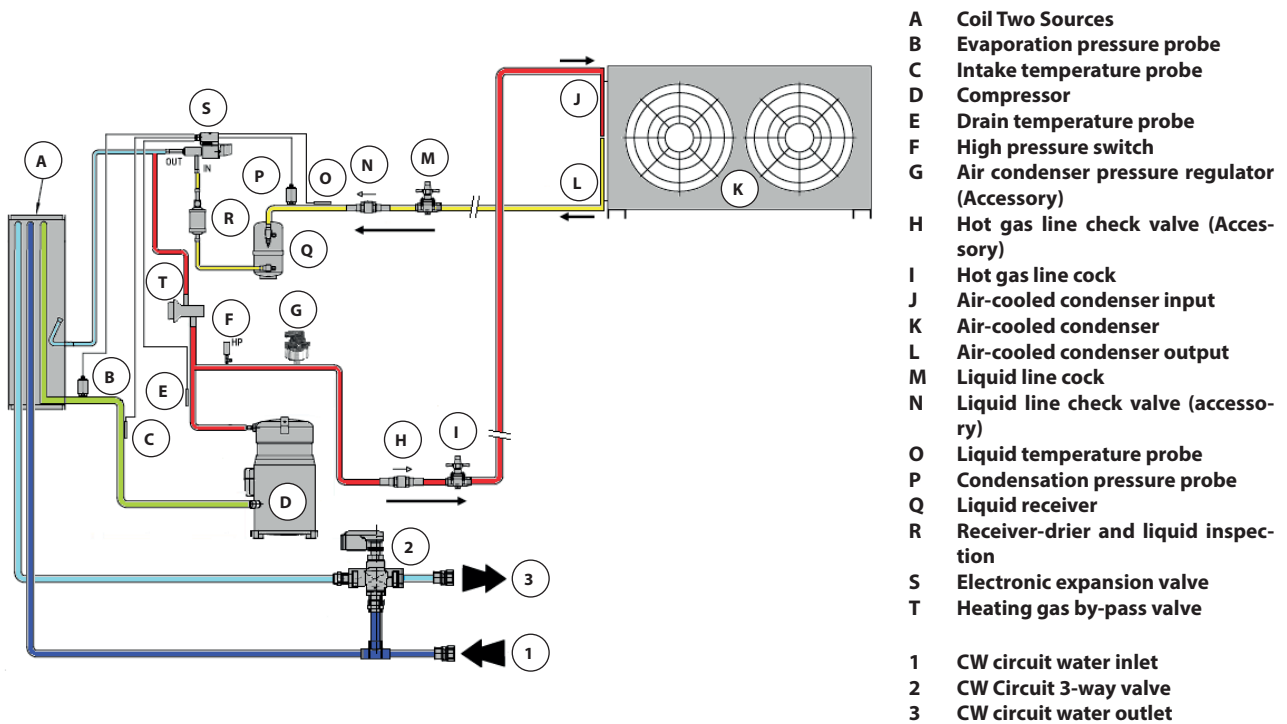 S
A
OUT
IN
P
O
N
M
J
L
K
R
Q
T
F
HP
G
B
E
C
H
I
D
2
3
1
A Coil Two Sources
B Evaporation pressure probe
C Intake temperature probe
D Compressor
E Drain temperature probe
F High pressure switch
G Air condenser pressure regulator
(Accessory)
H Hot gas line check valve (Acces-
sory)
I Hot gas line cock
J Air-cooled condenser input
K Air-cooled condenser
L Air-cooled condenser output
M Liquid line cock
N Liquid line check valve (accesso-
ry)
O Liquid temperature probe
P Condensation pressure probe
Q Liquid receiver
R Receiver-drier and liquid inspec-
tion
S Electronic expansion valve
T Heating gas by-pass valve
1 CW circuit water inlet
2 CW Circuit 3-way valve
3 CW circuit water outlet